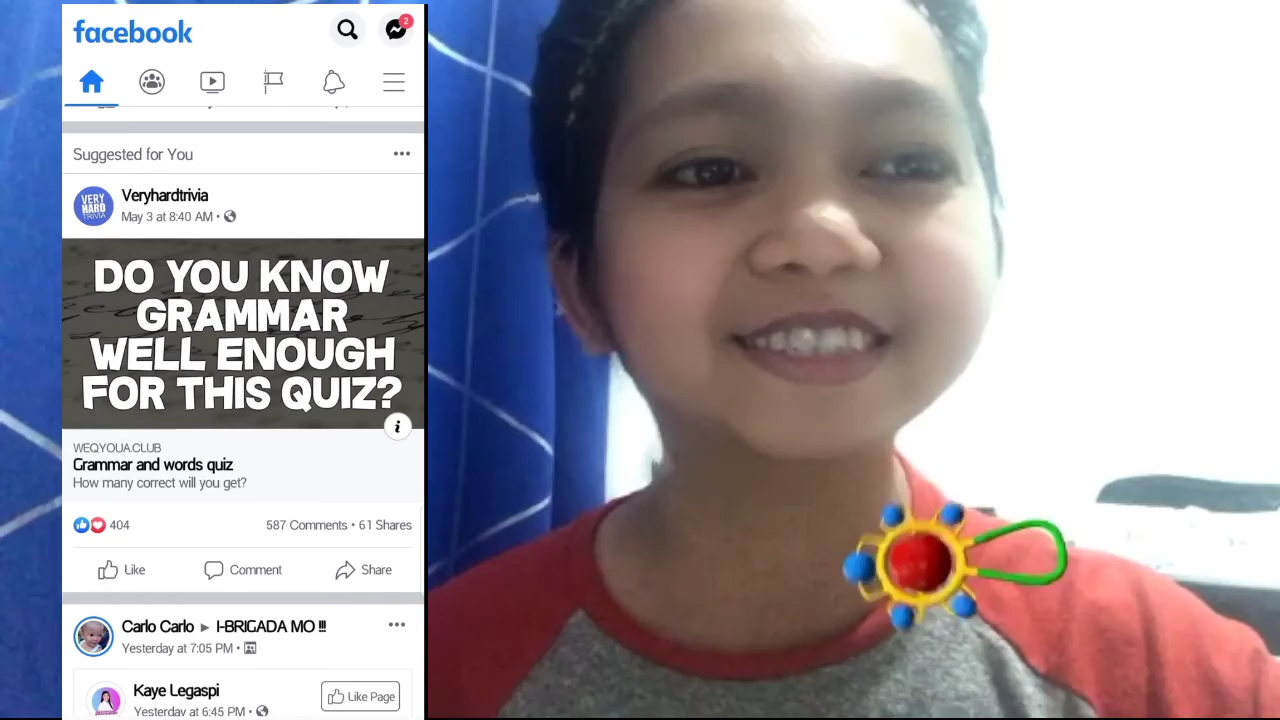 facebook
2
Suggested for You
VERY
HARD
TRIVIA
Veryhardtrivia
May 3 at 8:40 AM
DO YOU KNOW
GRAMMAR
WELL ENOUGH
FOR THIS QUIZ?
i
WEQYOUA.CLUB
Grammar and words quiz
How many correct will you get?
404
587 Comments • 61 Shares
Like
Comment
Share
Carlo Carlo ► I-BRIGADA MO !!!
Yesterday at 7:05 PM
Kaye Legaspi
Yesterday at 6:45 PM
Like Page